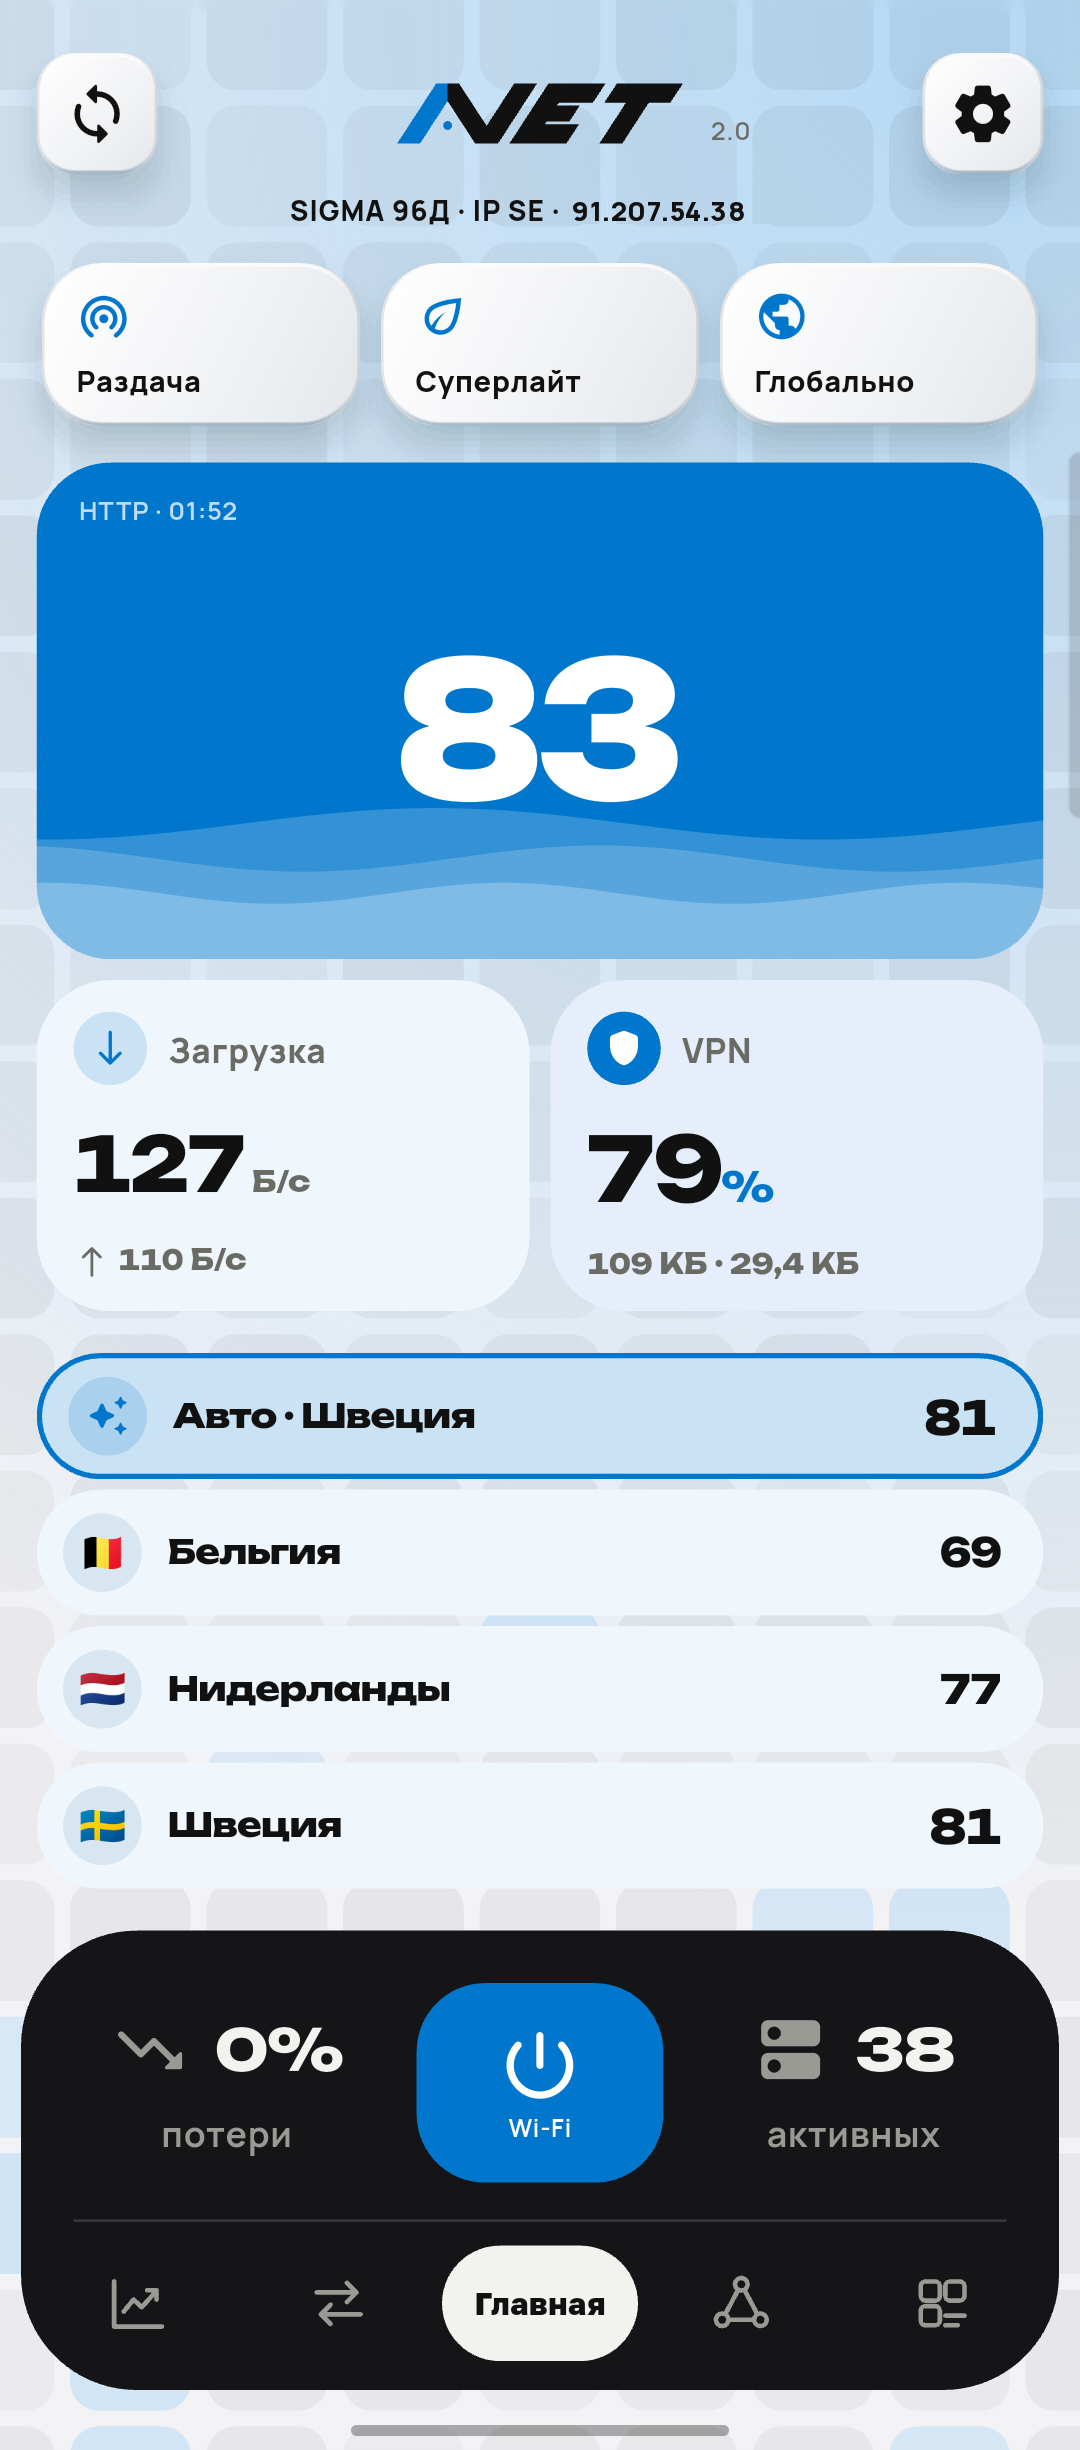 ANET 2.0
SIGMA 96Д · IP SE · 91.207.54.38
Раздача
Суперлайт
Глобально
HTTP · 01:52
83
Загрузка
127 Б/с
↑ 110 Б/с
VPN
79%
109 КБ · 29,4 КБ
Авто · Швеция 81
Бельгия 69
Нидерланды 77
Швеция 81
0%
потери
Wi-Fi
38
активных
Главная